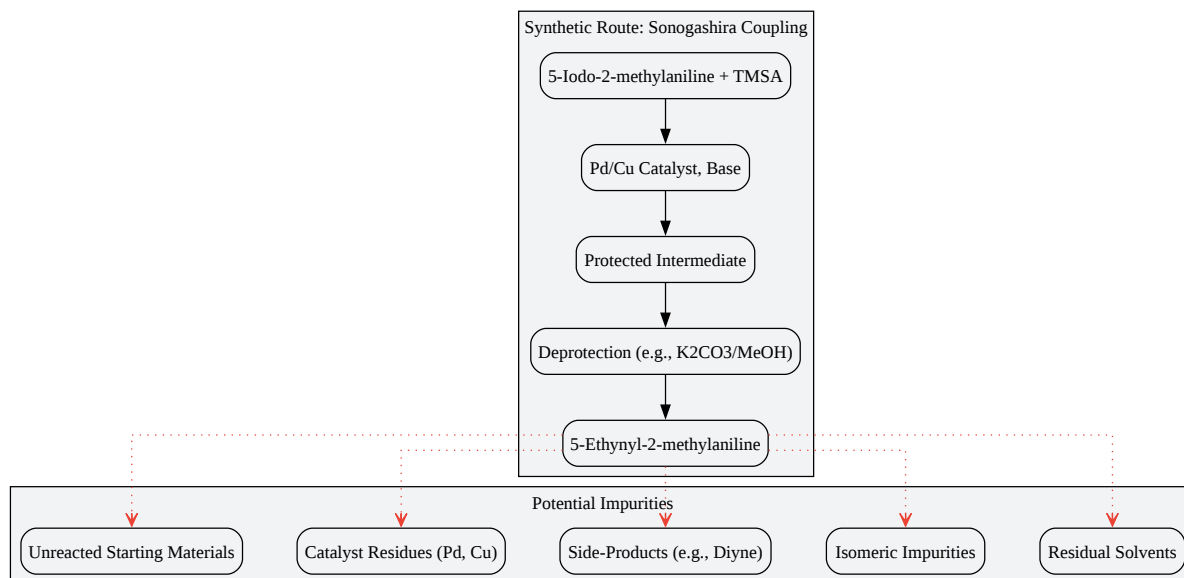 Synthetic Route: Sonogashira Coupling
5-Iodo-2-methylaniline + TMSA
Pd/Cu Catalyst, Base
Protected Intermediate
Deprotection (e.g., K2CO3/MeOH)
5-Ethynyl-2-methylaniline
Potential Impurities
Unreacted Starting Materials
Catalyst Residues (Pd, Cu)
Side-Products (e.g., Diyne)
Isomeric Impurities
Residual Solvents